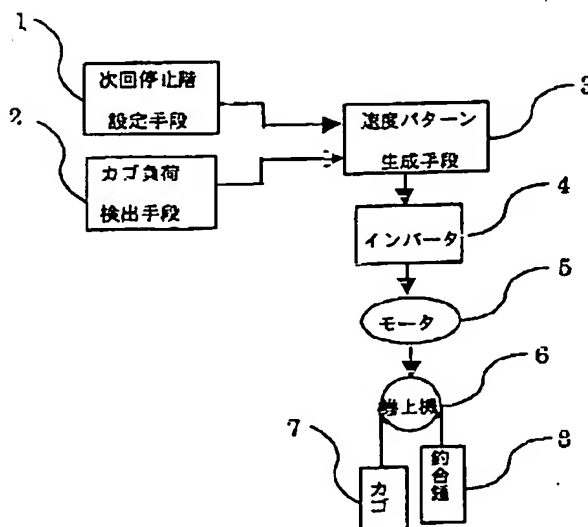 1
次回停止階
設定手段
2
カゴ負荷
検出手段
3
速度パターン
生成手段
4
インバータ
5
モータ
6
巻上機
7
カゴ
8
釣合錘